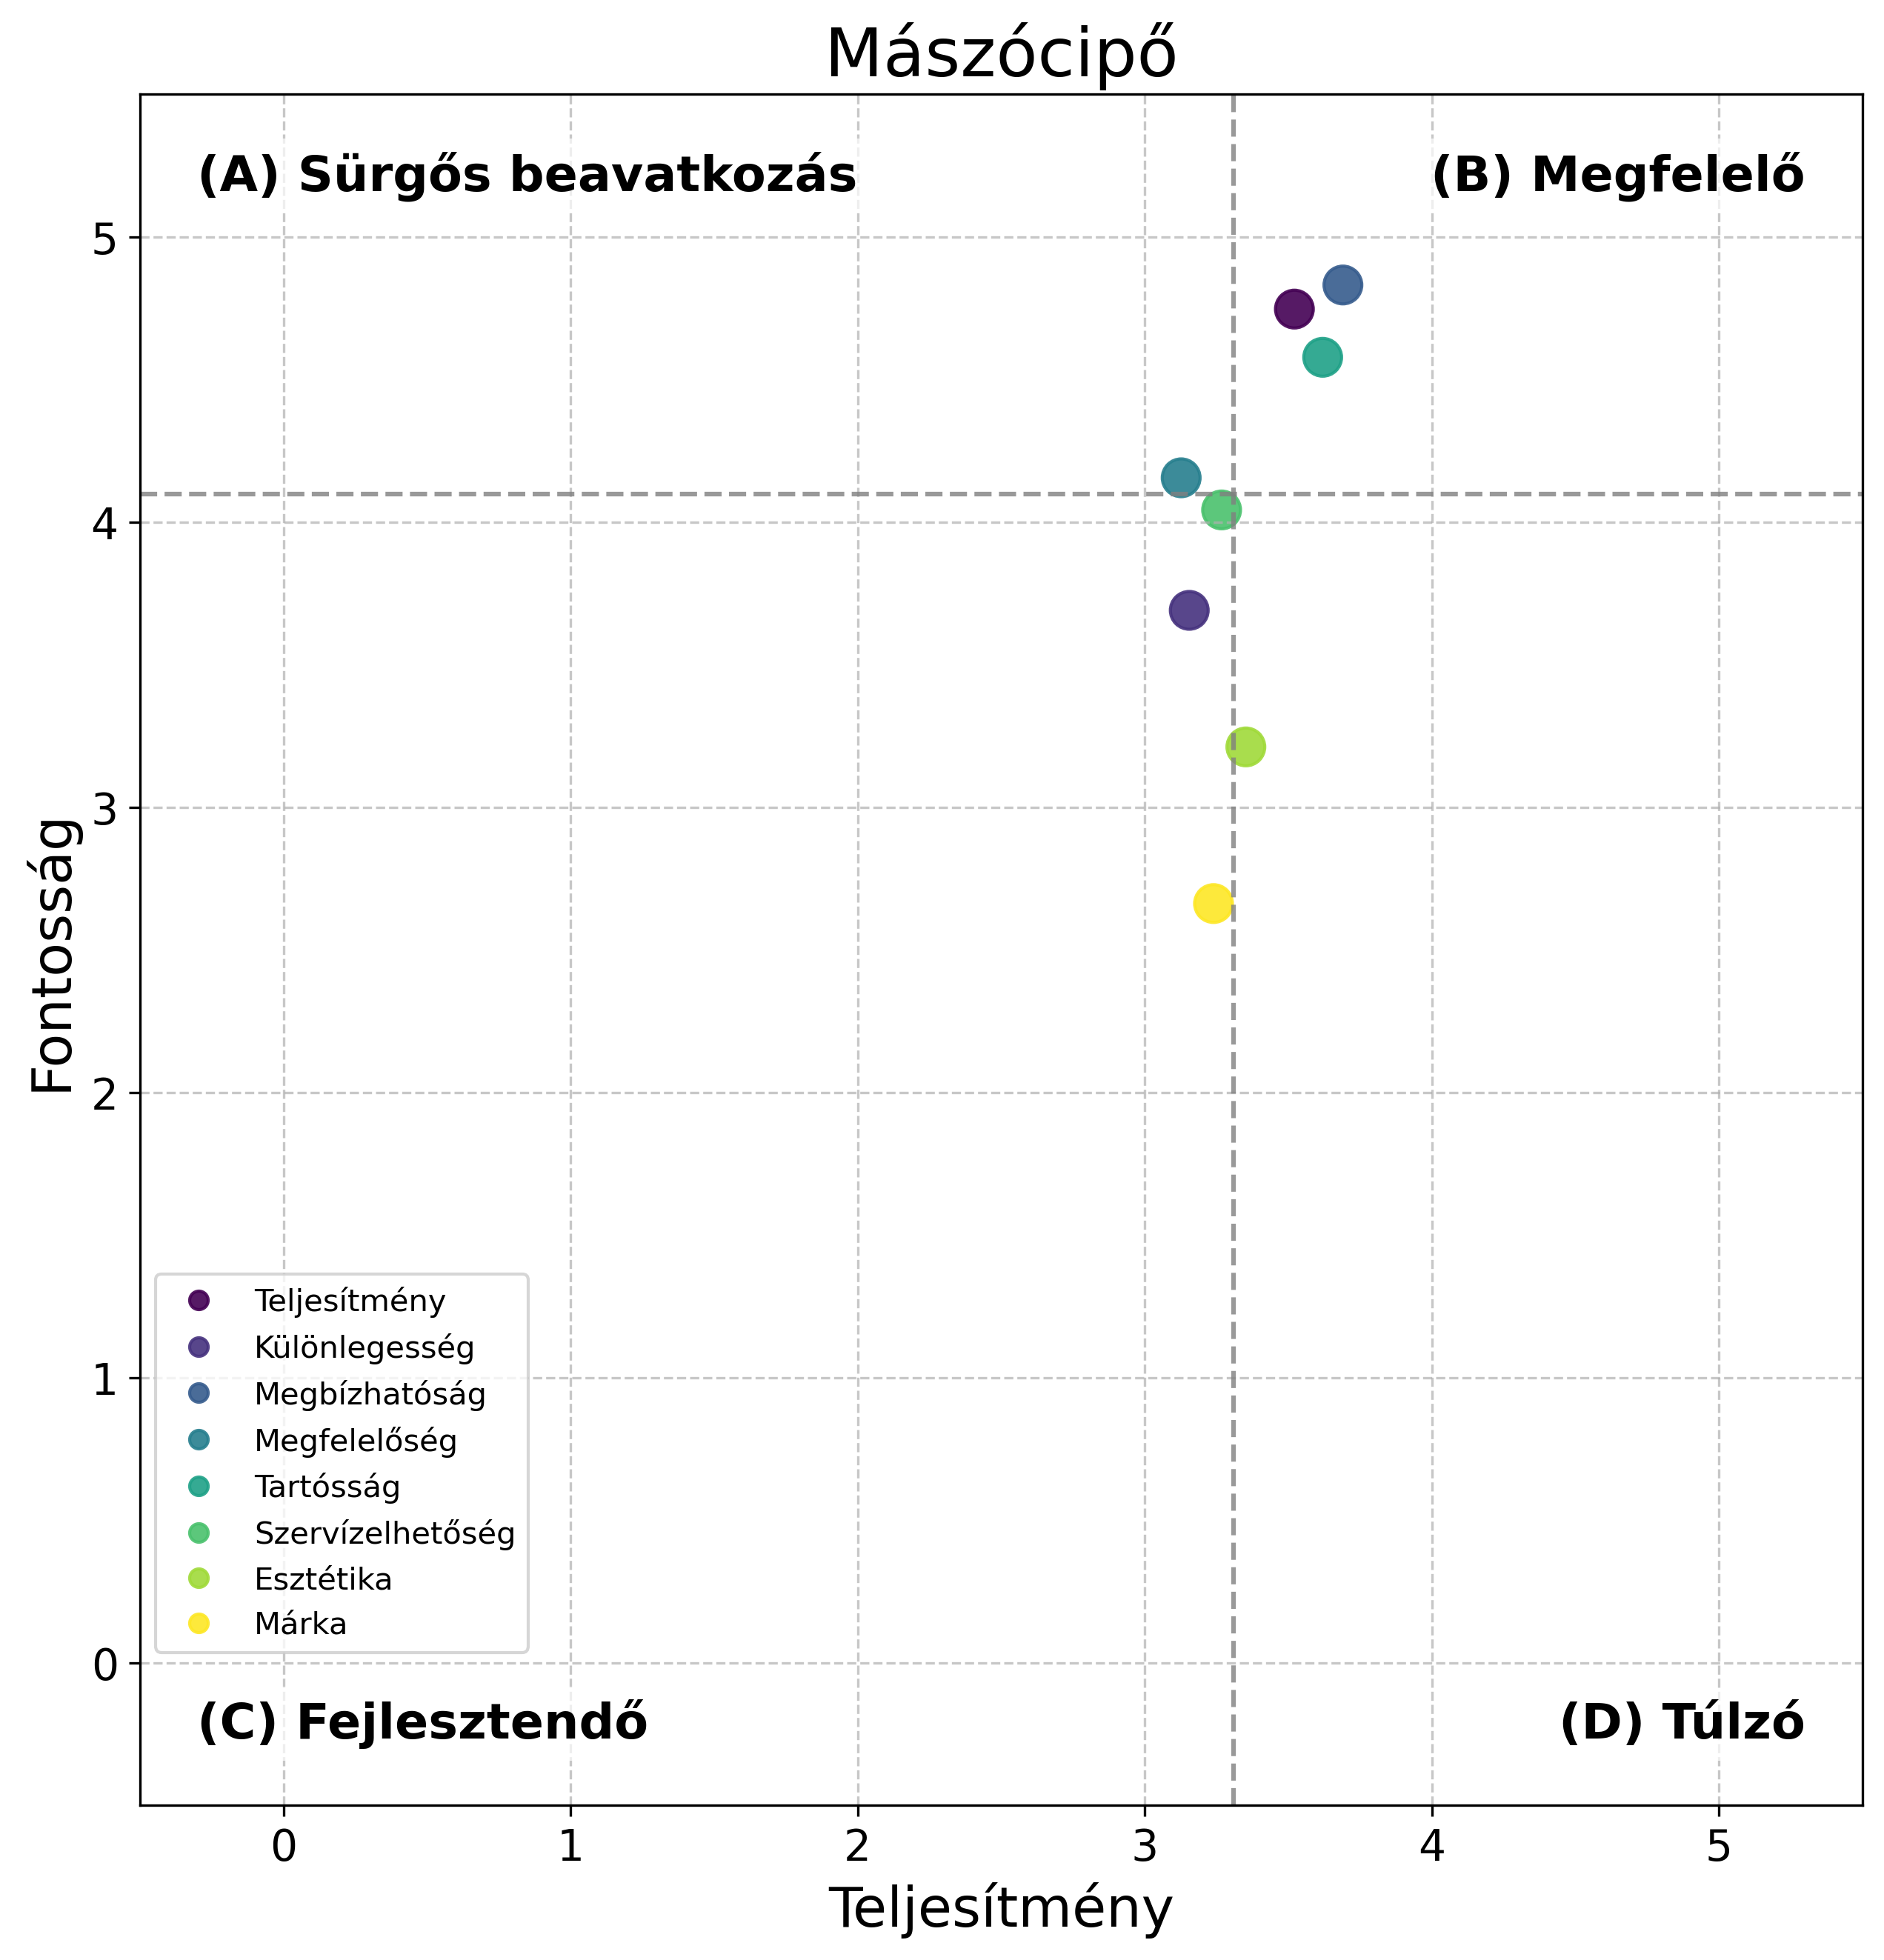 Mászócipő
(A) Sürgős beavatkozás
(B) Megfelelő
5
4
3
2
1
0
Fontosság
Teljesítmény
Különlegesség
Megbízhatóság
Megfelelőség
Tartósság
Szervízelhetőség
Esztétika
Márka
(C) Fejlesztendő
(D) Túlzó
0 1 2 3 4 5
Teljesítmény